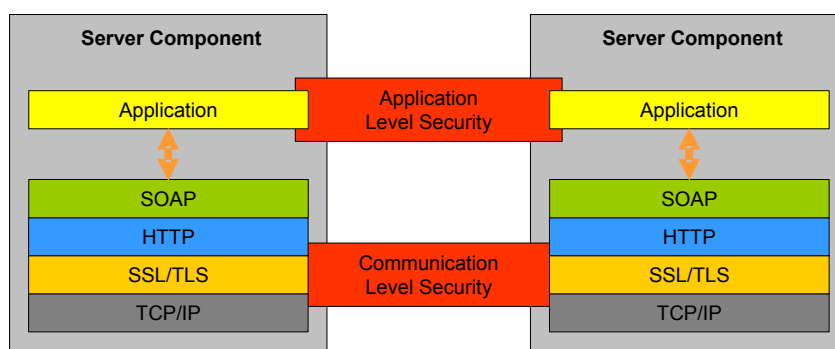 Server Component
Server Component
Application
Application
Level Security
Application
SOAP
SOAP
HTTP
HTTP
SSL/TLS
Communication
Level Security
SSL/TLS
TCP/IP
TCP/IP